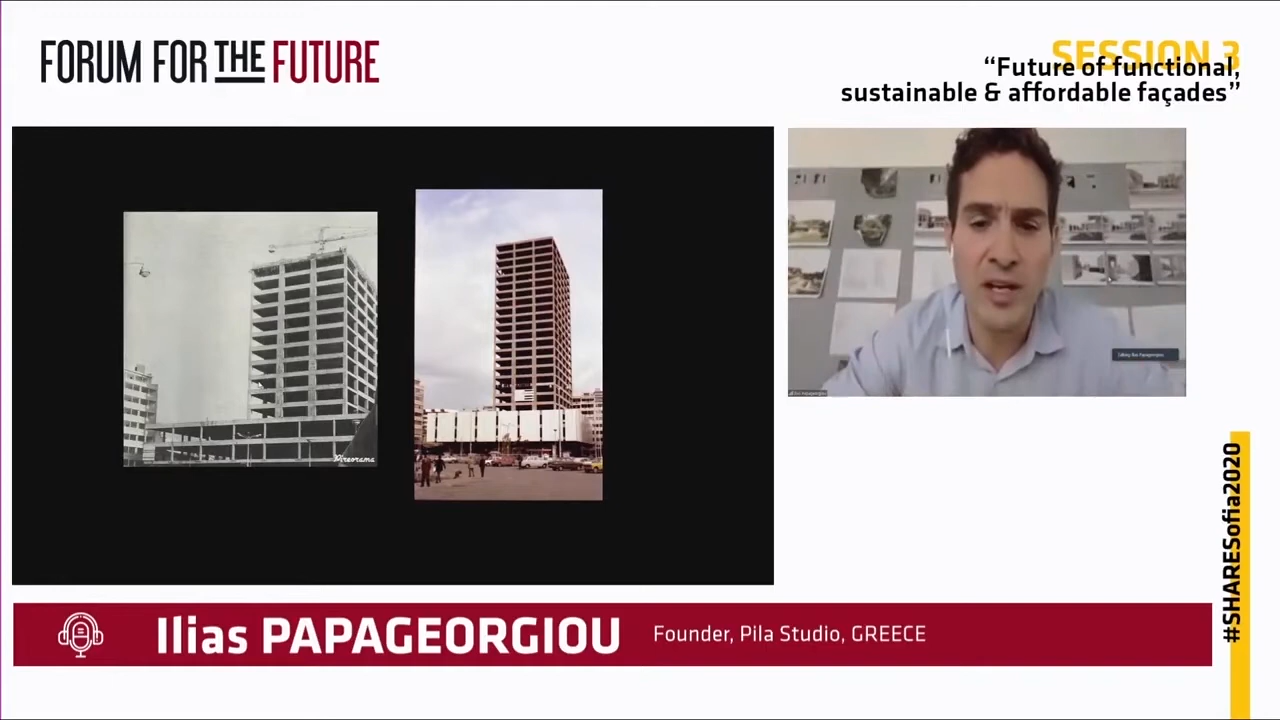 FORUM FOR THE FUTURE
SESSION 3
“Future of functional,
sustainable & affordable façades”
Pireorama
#SHARESofia2020
Ilias PAPAGEORGIOU
Founder, Pila Studio, GREECE